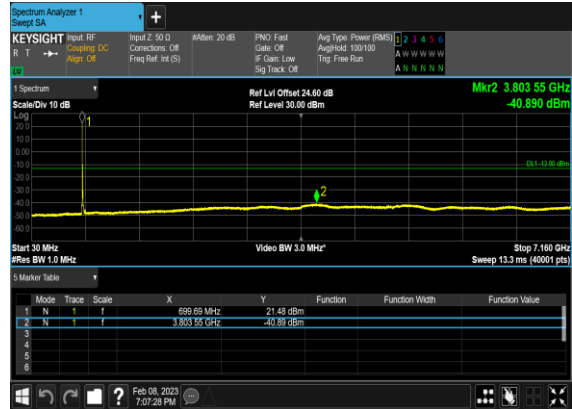 Spectrum Analyzer 1
Swept SA
+
KEYSIGHT Input: RF Input Z: 50 Ω #Atten: 20 dB PNO: Fast Avg Type: Power (RMS) 1 2 3 4 5 6
R T Coupling: DC Corrections: Off Gate: Off Avg|Hold: 100/100 A W W W W W
Align: Off Freq Ref: Int (S) IF Gain: Low Trig: Free Run
Sig Track: Off A N N N N N
1 Spectrum
Ref Lvl Offset 24.60 dB Mkr2 3.803 55 GHz
Scale/Div 10 dB Ref Level 30.00 dBm -40.890 dBm
Log
1
20.0
10.0
0.00
-10.0
DL1 -13.00 dBm
-20.0
-30.0
2
-40.0
-50.0
-60.0
Start 30 MHz Video BW 3.0 MHz* Stop 7.160 GHz
#Res BW 1.0 MHz Sweep 13.3 ms (40001 pts)
5 Marker Table
Mode Trace Scale X Y Function Function Width Function Value
1 N 1 f 699.69 MHz 21.48 dBm
2 N 1 f 3.803 55 GHz -40.89 dBm
3
4
5
6
? Feb 08, 2023
7:07:28 PM